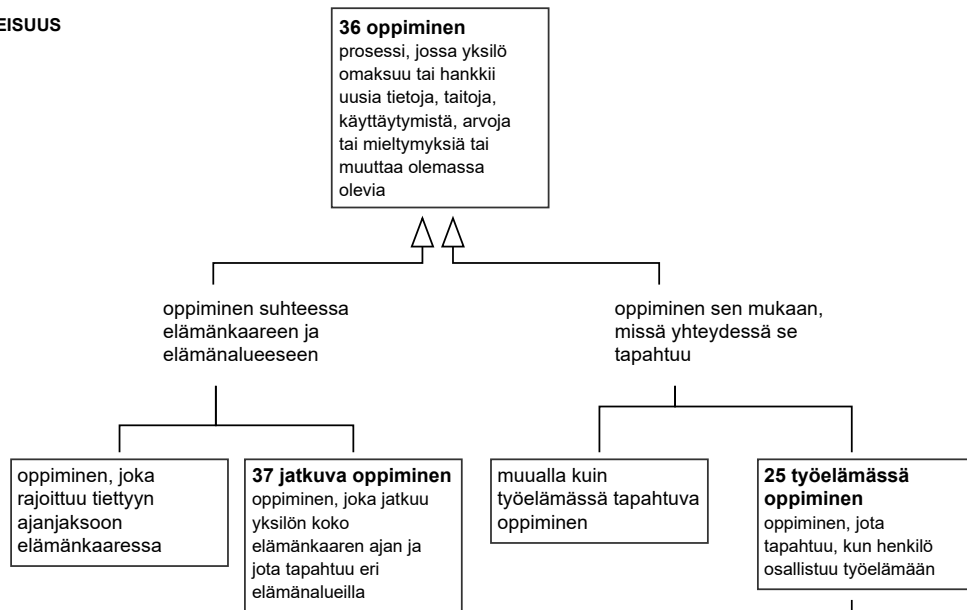 EISUUS
36 oppiminen
prosessi, jossa yksilö
omaksuu tai hankkii
uusia tietoja, taitoja,
käyttäytymistä, arvoja
tai mieltymyksiä tai
muuttaa olemassa
olevia
oppiminen suhteessa
elämänkaareen ja
elämänalueeseen
oppiminen sen mukaan,
missä yhteydessä se
tapahtuu
oppiminen, joka
rajoittuu tiettyyn
ajanjaksoon
elämänkaaressa
37 jatkuva oppiminen
oppiminen, joka jatkuu
yksilön koko
elämänkaaren ajan ja
jota tapahtuu eri
elämänalueilla
muualla kuin
työelämässä tapahtuva
oppiminen
25 työelämässä
oppiminen
oppiminen, jota
tapahtuu, kun henkilö
osallistuu työelämään